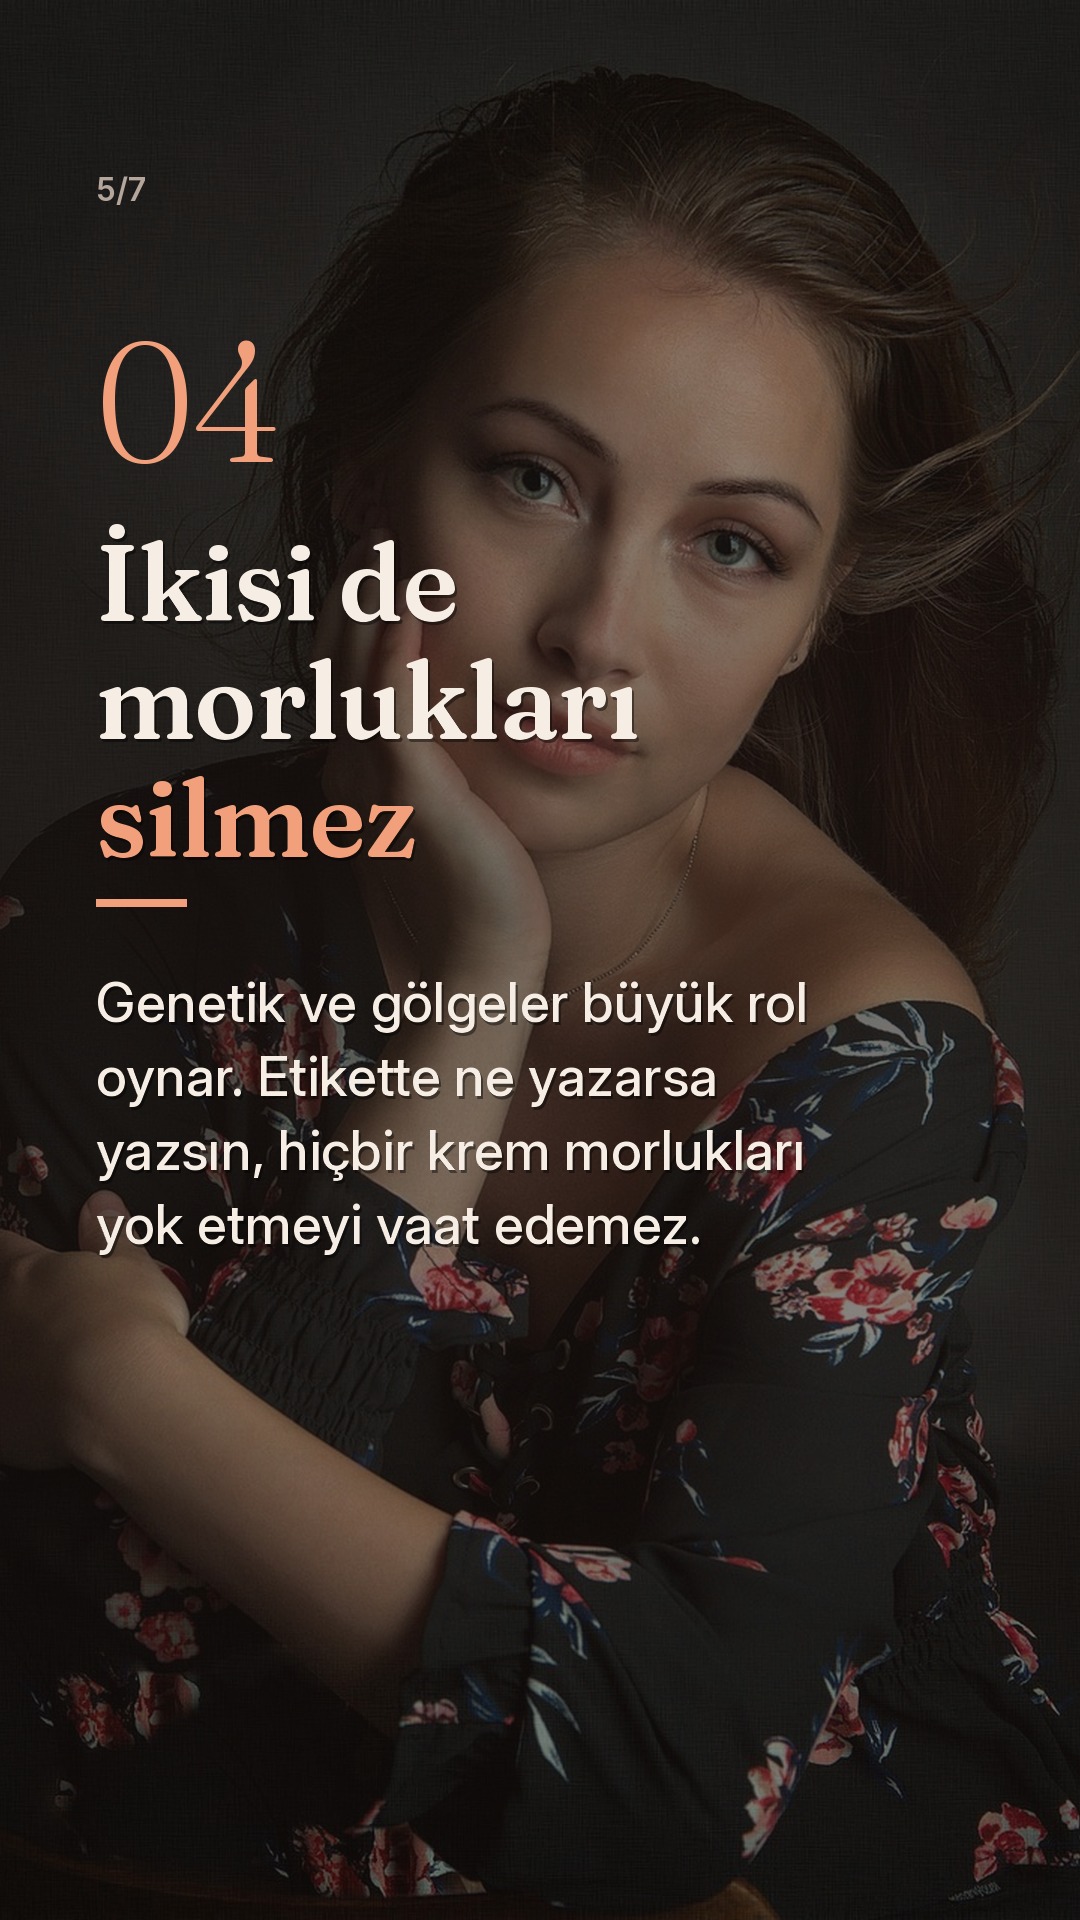 5/7
04
İkisi de
morlukları
silmez
Genetik ve gölgeler büyük rol
oynar. Etikette ne yazarsa
yazsın, hiçbir krem morlukları
yok etmeyi vaat edemez.